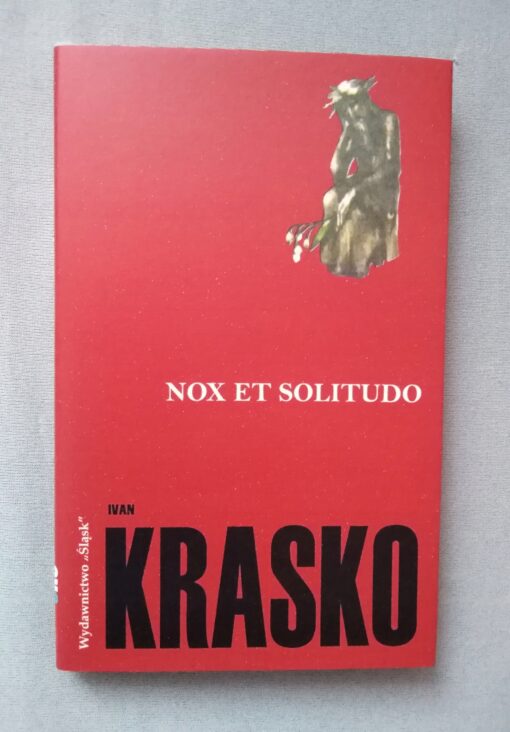 NOX ET SOLITUDO
IVAN
KRASKO
Wydawnictwo „Śląsk”